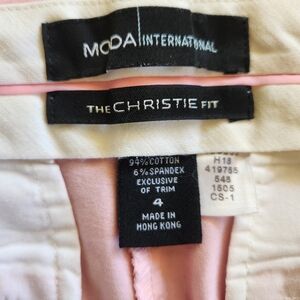 MODA INTERNATIONAL
THE CHRISTIE FIT
94% COTTON
6% SPANDEX
EXCLUSIVE
OF TRIM
4
MADE IN
HONG KONG
H18
419765
548
1505
CS-1